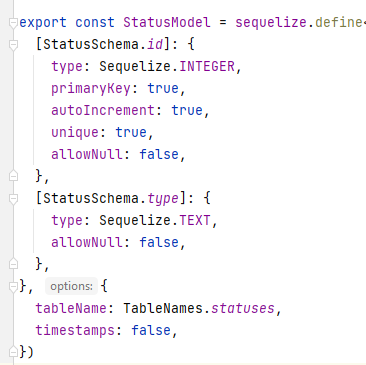 export const StatusModel = sequelize.define<
[StatusSchema.id]: {
type: Sequelize.INTEGER,
primaryKey: true,
autoIncrement: true,
unique: true,
allowNull: false,
},
[StatusSchema.type]: {
type: Sequelize.TEXT,
allowNull: false,
},
}, options: {
tableName: TableNames.statuses,
timestamps: false,
})